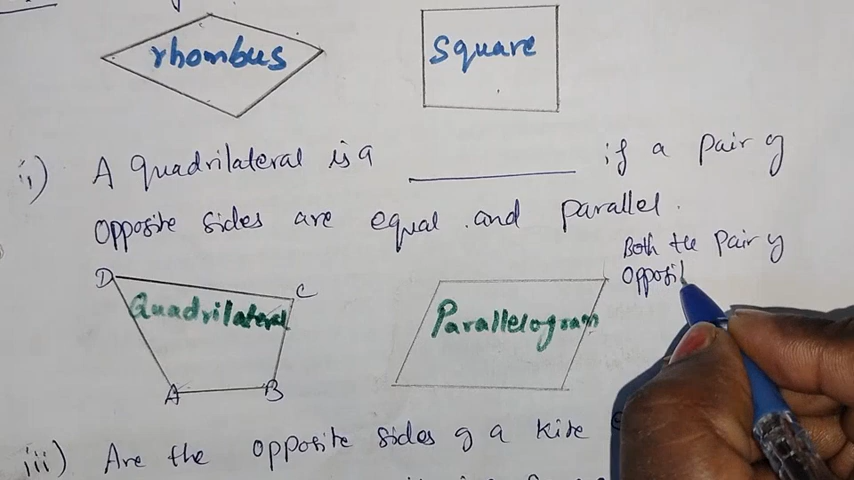 rhombus
Square
ii) A quadrilateral is a ________ if a pair of
opposite sides are equal and parallel.
Both the pair of
Opposit
D
C
Quadrilateral
Parallelogram
A
B
iii) Are the opposite sides of a kite